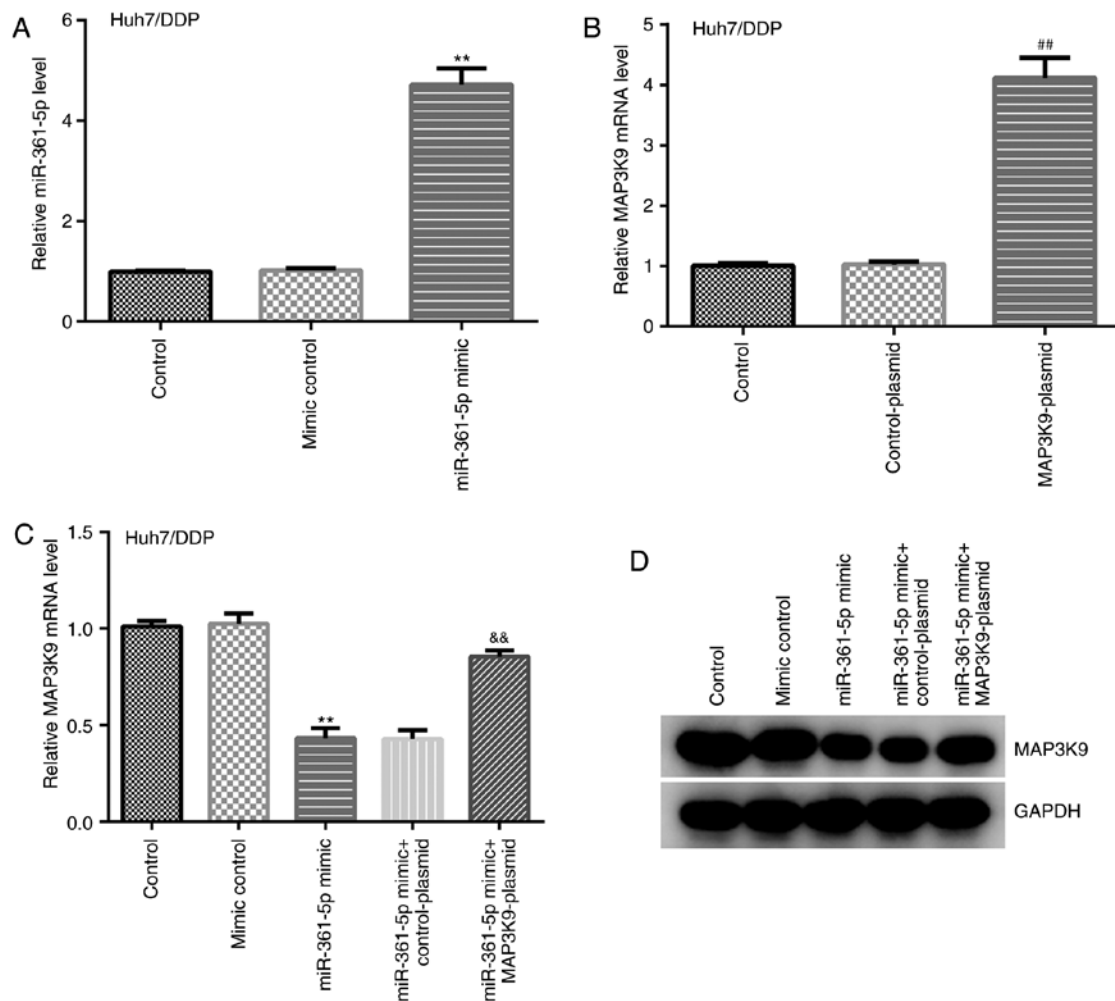 A
Huh7/DDP
Relative miR-361-5p level
6
4
2
0
**
Control
Mimic control
miR-361-5p mimic
B
Huh7/DDP
Relative MAP3K9 mRNA level
5
4
3
2
1
0
##
Control
Control-plasmid
MAP3K9-plasmid
C
Huh7/DDP
Relative MAP3K9 mRNA level
1.5
1.0
0.5
0.0
**
&&
Control
Mimic control
miR-361-5p mimic
miR-361-5p mimic+
control-plasmid
miR-361-5p mimic+
MAP3K9-plasmid
D
Control
Mimic control
miR-361-5p mimic
miR-361-5p mimic+
control-plasmid
miR-361-5p mimic+
MAP3K9-plasmid
MAP3K9
GAPDH